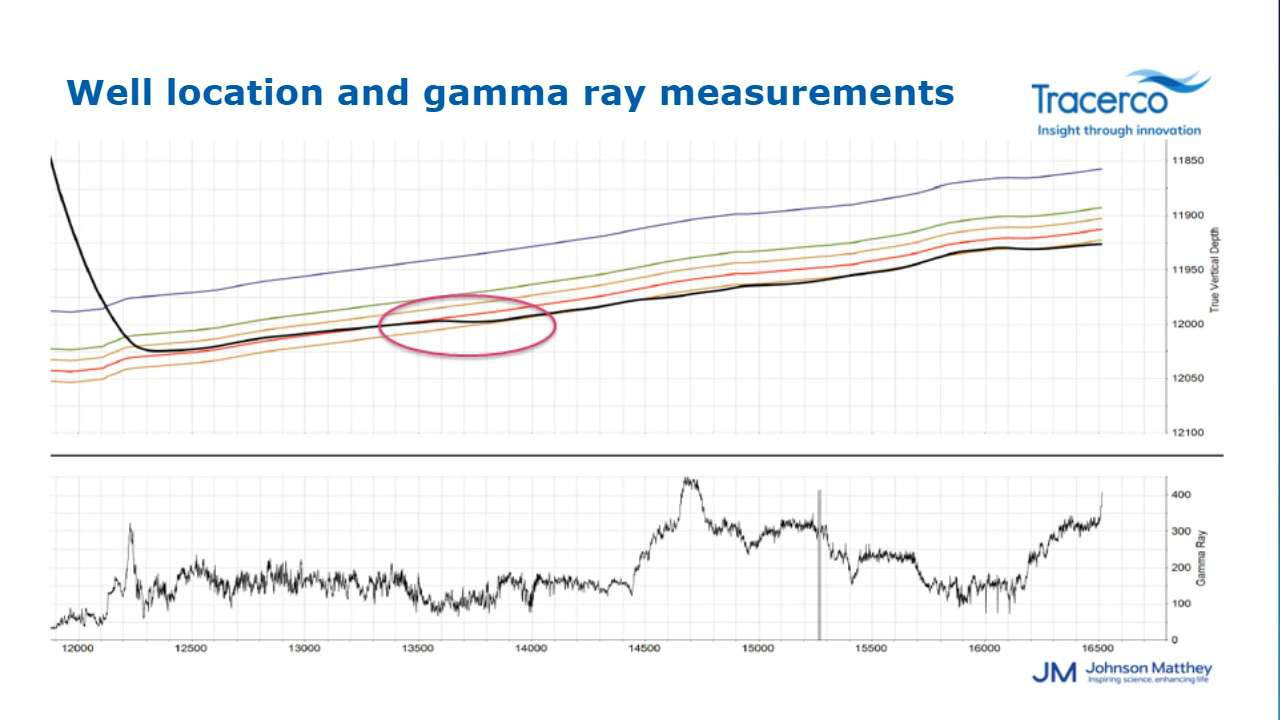 Well location and gamma ray measurements
Tracerco
Insight through innovation
11850
11900
11950
12000
12050
12100
True Vertical Depth
400
300
200
100
0
Gamma Ray
12000 12500 13000 13500 14000 14500 15000 15500 16000 16500
JM Johnson Matthey
Inspiring science, enhancing life